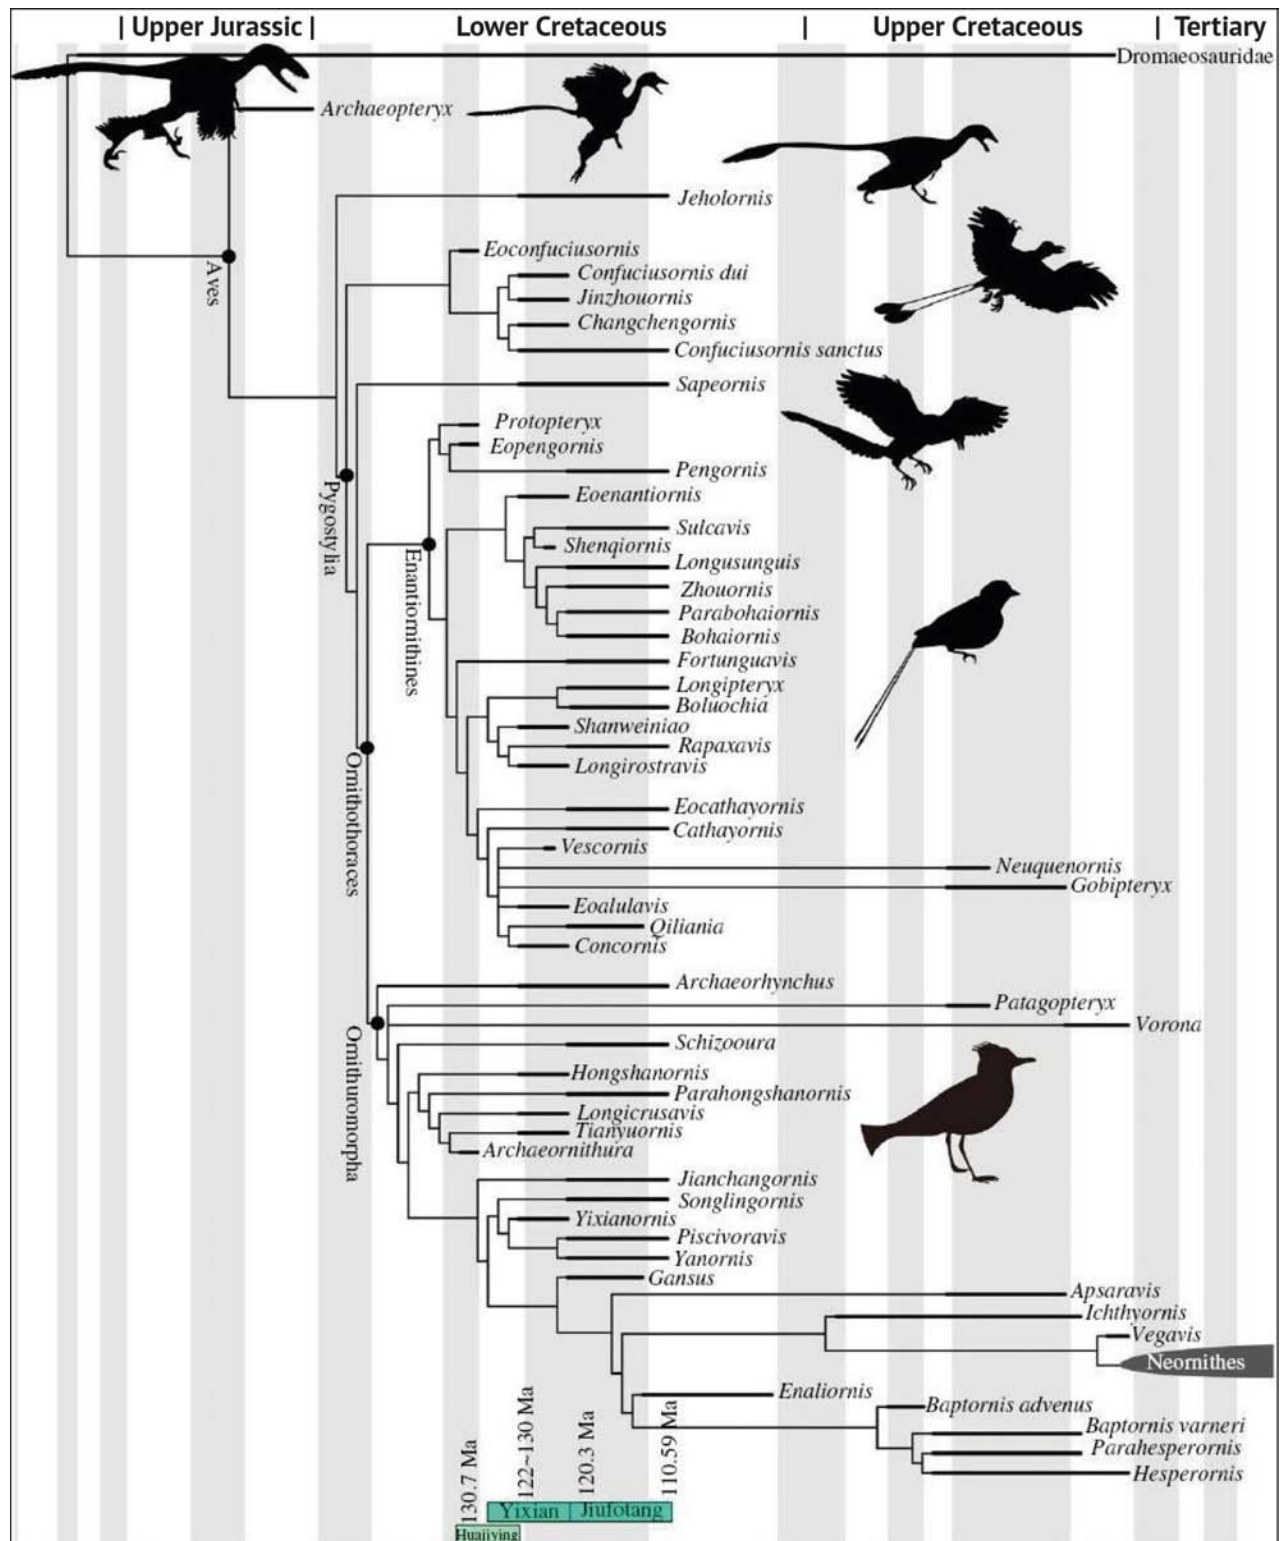 | Upper Jurassic | Lower Cretaceous | Upper Cretaceous | Tertiary
Dromaeosauridae
Archaeopteryx
Jeholornis
Eoconfuciusornis
Aves
Confuciusornis dui
Jinzhouornis
Changchengornis
Confuciusornis sanctus
Sapeornis
Protopteryx
Eopengornis
Pengornis
Pygostylia
Eoenantiornis
Sulcavis
Shenqiornis
Longusunguis
Enantiornithines
Zhouornis
Parabohaiornis
Bohaiornis
Fortunguavis
Longipteryx
Boluochia
Shanweiniao
Rapaxavis
Longirostravis
Ornithothoraces
Eocathayornis
Cathayornis
Vescornis
Neuquenornis
Gobipteryx
Eoalulavis
Qiliania
Concornis
Archaeorhynchus
Patagopteryx
Vorona
Ornithuromorpha
Schizooura
Hongshanornis
Parahongshanornis
Longicrusavis
Tianyuornis
Archaeornithura
Jianchangornis
Songlingornis
Yixianornis
Piscivoravis
Yanornis
Gansus
Apsaravis
Ichthyornis
Vegavis
Neornithes
Enaliornis
Baptornis advenus
Baptornis varneri
Parahesperornis
Hesperornis
130.7 Ma
122~130 Ma
120.3 Ma
110.59 Ma
Yixian Jiufotang
Huajiying